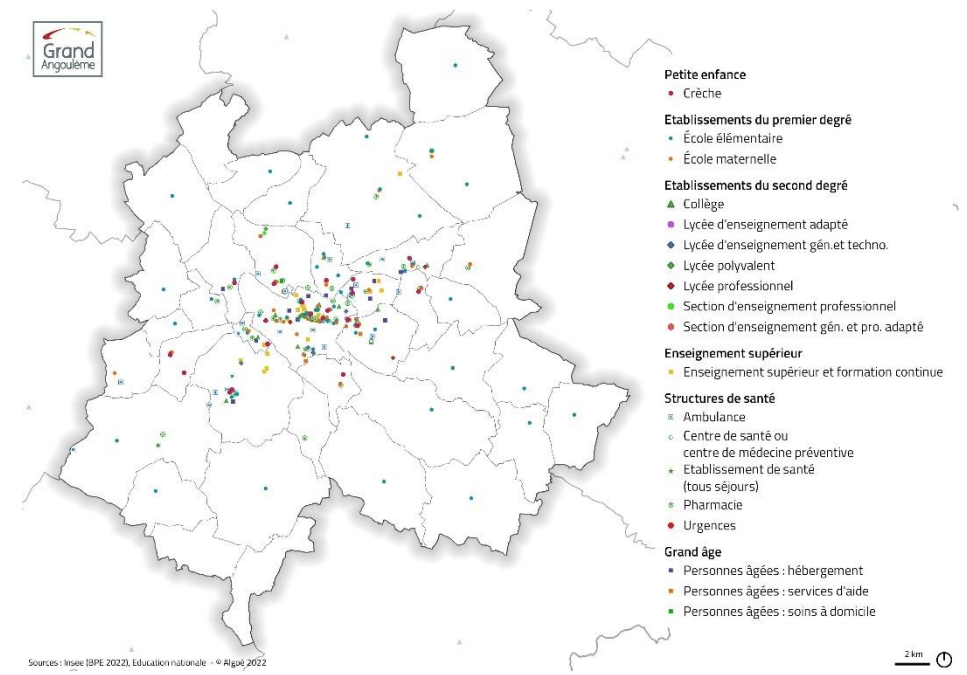 Grand
Angoulême
Petite enfance
Crèche
Etablissements du premier degré
École élémentaire
École maternelle
Etablissements du second degré
Collège
Lycée d'enseignement adapté
Lycée d'enseignement gén.et techno.
Lycée polyvalent
Lycée professionnel
Section d'enseignement professionnel
Section d'enseignement gén. et pro. adapté
Enseignement supérieur
Enseignement supérieur et formation continue
Structures de santé
Ambulance
Centre de santé ou
centre de médecine préventive
Etablissement de santé
(tous séjours)
Pharmacie
Urgences
Grand âge
Personnes âgées : hébergement
Personnes âgées : services d'aide
Personnes âgées : soins à domicile
2 km
Sources : Insee (BPE 2022), Education nationale - © Algoé 2022